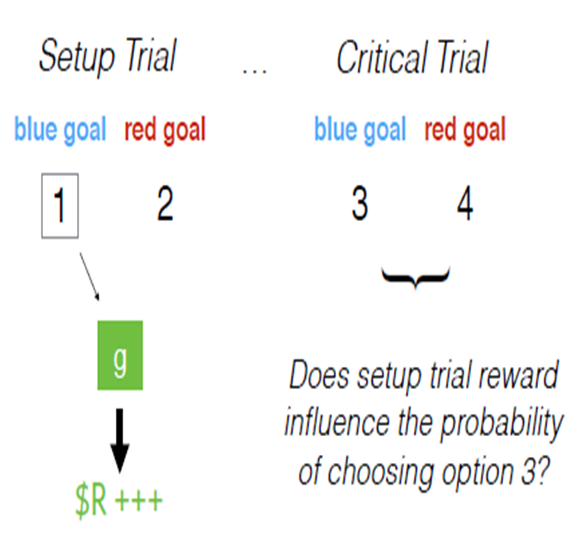 Setup Trial ... Critical Trial
blue goal red goal blue goal red goal
1 2 3 4
g
$R +++
Does setup trial reward
influence the probability
of choosing option 3?